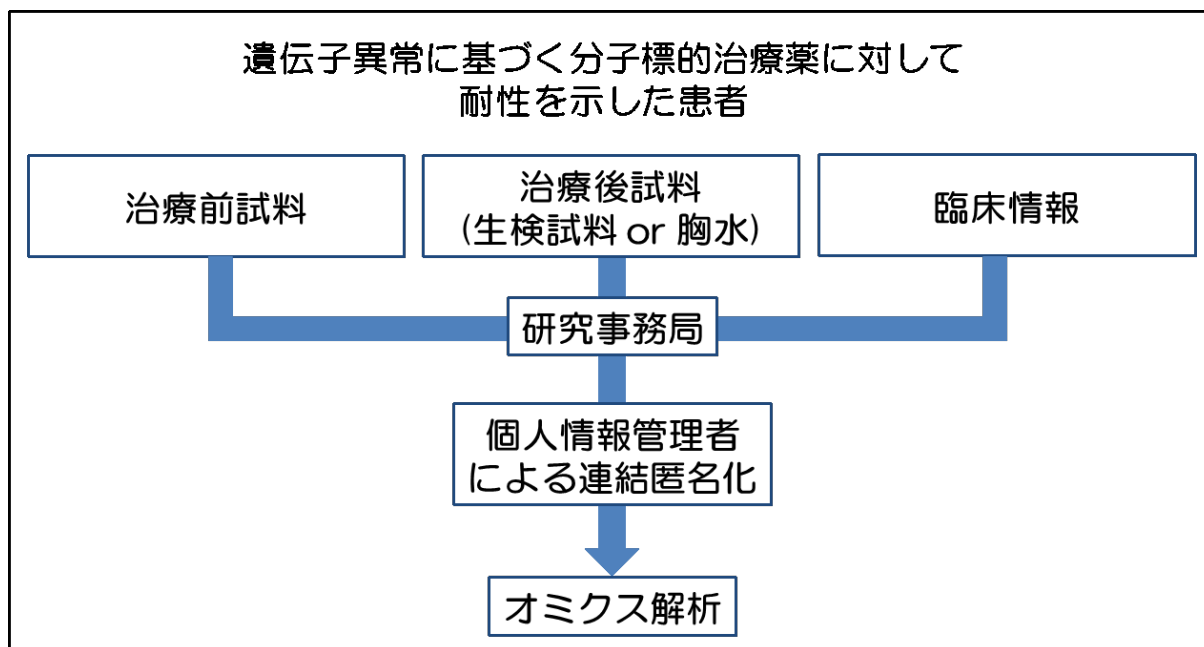 遺伝子異常に基づく分子標的治療薬に対して
耐性を示した患者
治療前試料
治療後試料
(生検試料 or 胸水)
臨床情報
研究事務局
個人情報管理者
による連結匿名化
オミクス解析